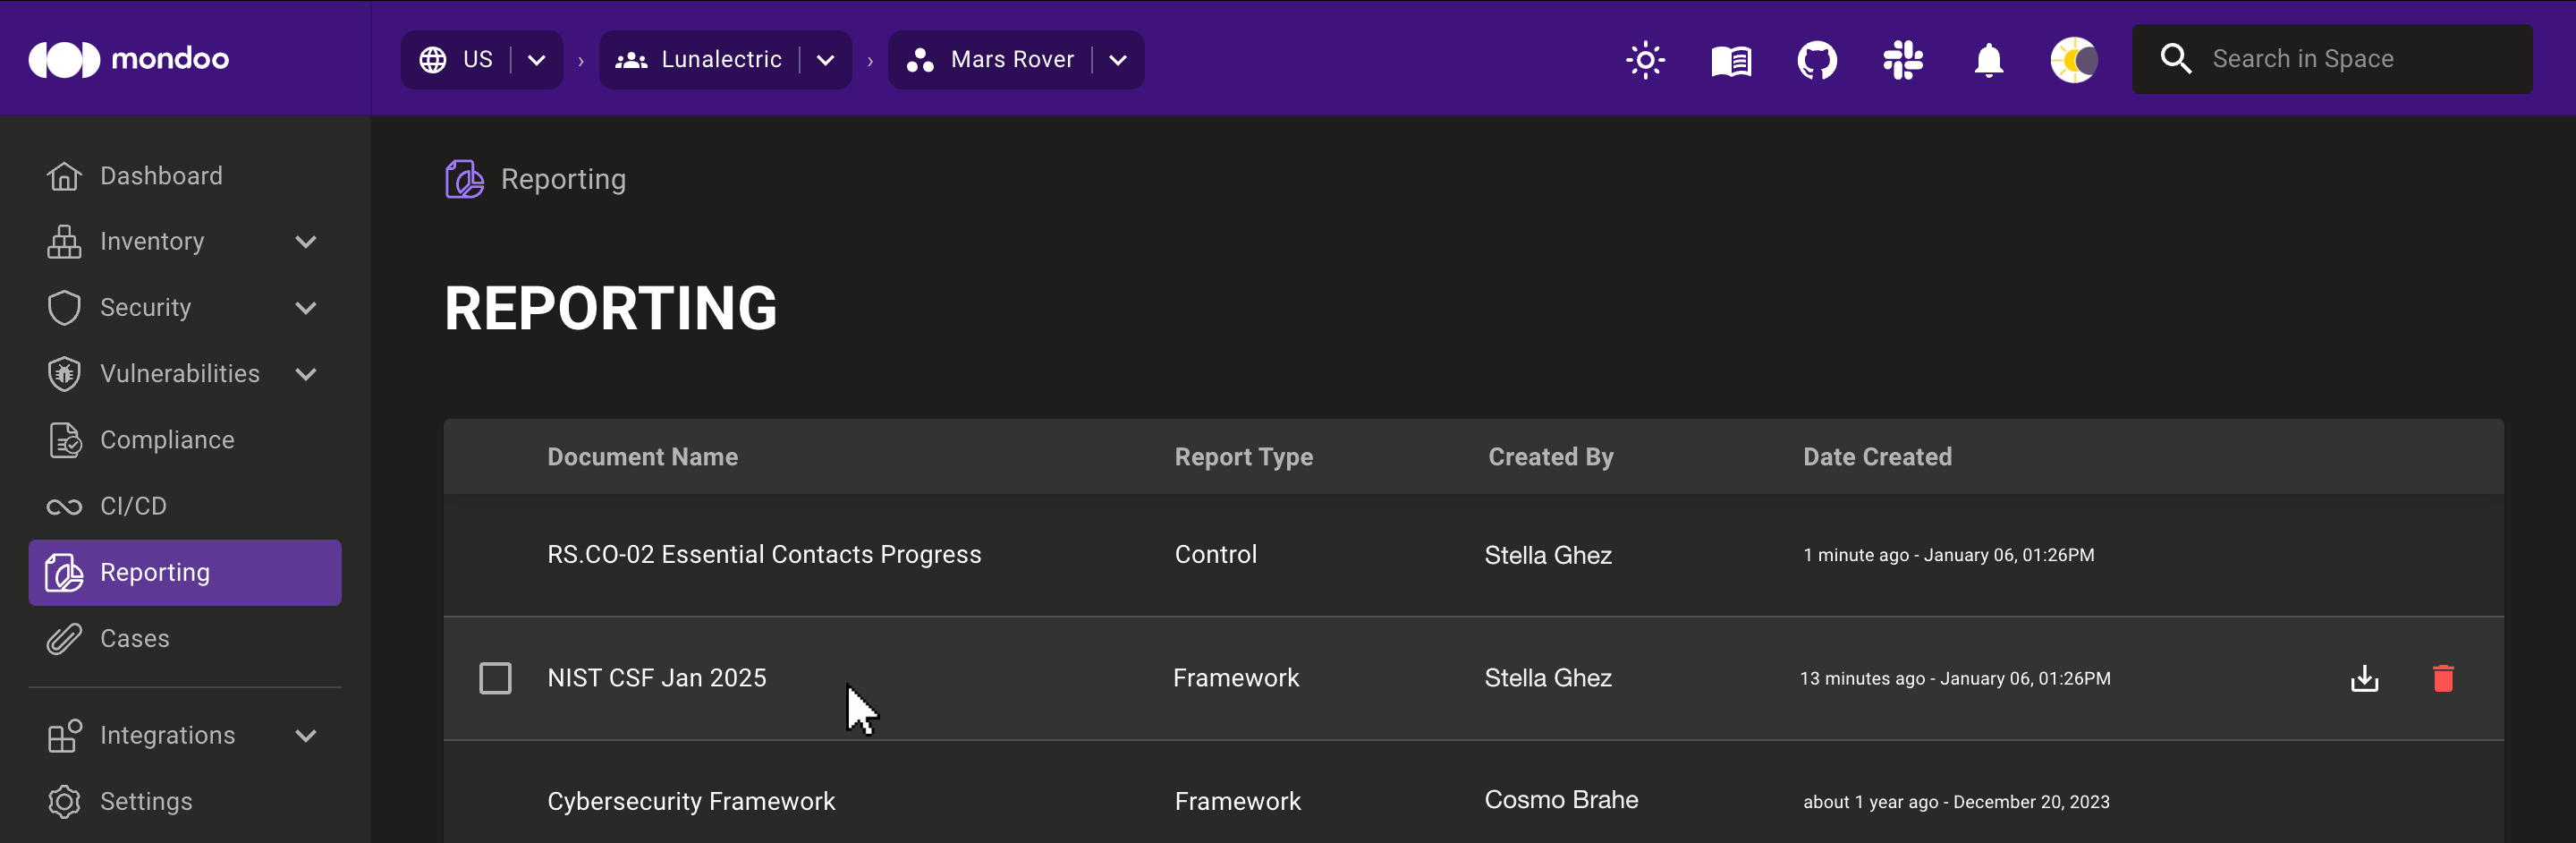 mondoo
US › Lunalectric › Mars Rover
Search in Space
Dashboard
Inventory
Security
Vulnerabilities
Compliance
CI/CD
Reporting
Cases
Integrations
Settings
Reporting
REPORTING
Document Name Report Type Created By Date Created
RS.CO-02 Essential Contacts Progress Control Stella Ghez 1 minute ago - January 06, 01:26PM
NIST CSF Jan 2025 Framework Stella Ghez 13 minutes ago - January 06, 01:26PM
Cybersecurity Framework Framework Cosmo Brahe about 1 year ago - December 20, 2023